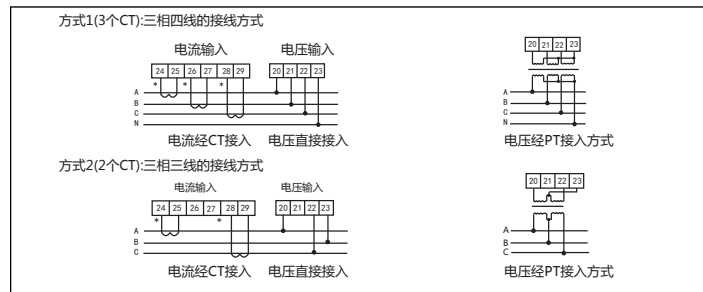 方式1(3个CT):三相四线的接线方式
电流输入 电压输入
24 25 26 27 28 29 20 21 22 23 20 21 22 23
* * *
A A
B B
C C
N N
电流经CT接入 电压直接接入 电压经PT接入方式
方式2(2个CT):三相三线的接线方式
电流输入 电压输入
24 25 26 27 28 29 20 21 22 23 20 21 22 23
* *
A A
B B
C C
电流经CT接入 电压直接接入 电压经PT接入方式